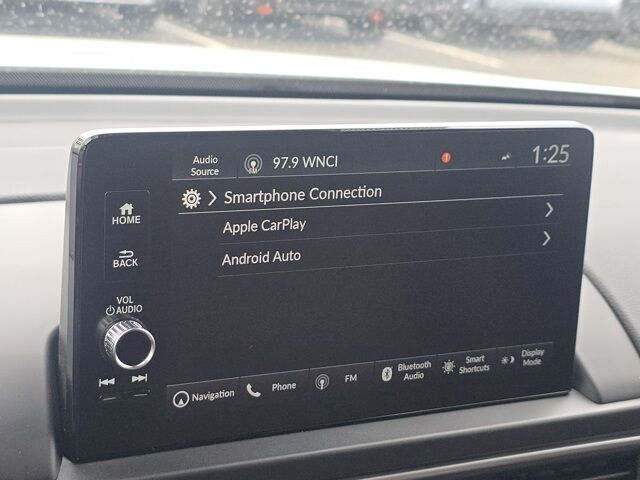 Audio
Source
97.9 WNCI
1:25
Smartphone Connection
Apple CarPlay
Android Auto
HOME
BACK
VOL
AUDIO
Navigation
Phone
FM
Bluetooth
Audio
Smart
Shortcuts
Display
Mode